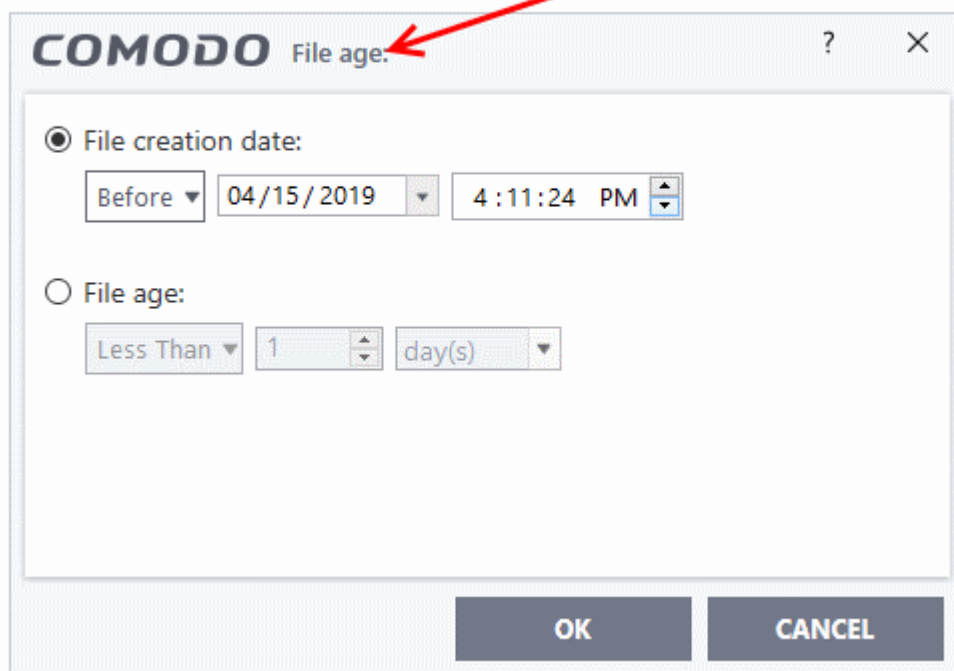 COMODO File age: ? ×
File creation date:
Before 04/15/2019 4:11:24 PM
File age:
Less Than 1 day(s)
OK CANCEL